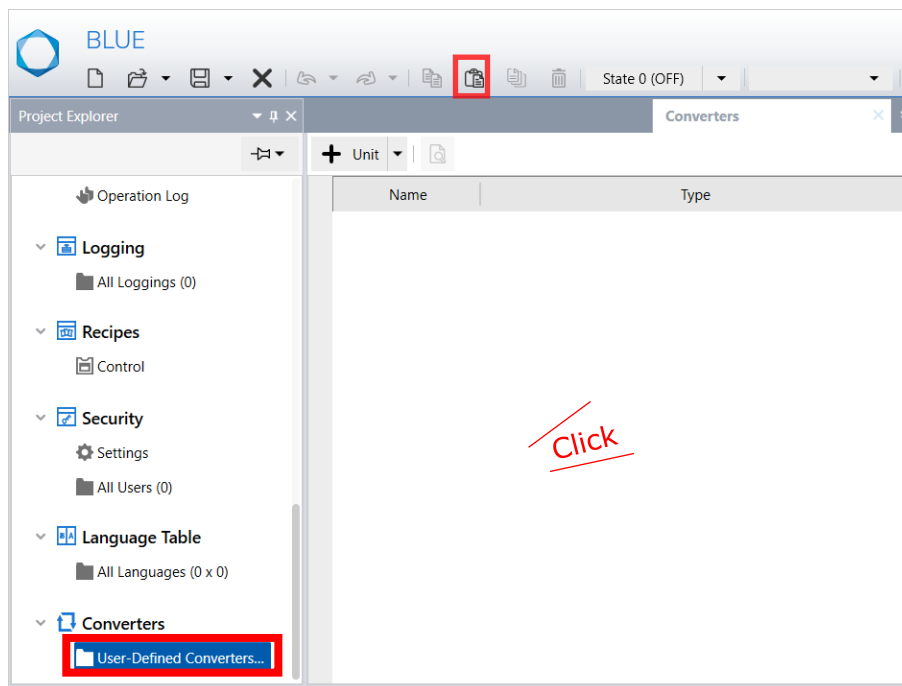 BLUE
State 0 (OFF)
Project Explorer
Converters
Unit
Name
Type
Operation Log
Logging
All Loggings (0)
Recipes
Control
Security
Settings
All Users (0)
Language Table
All Languages (0 x 0)
Converters
User-Defined Converters...
Click